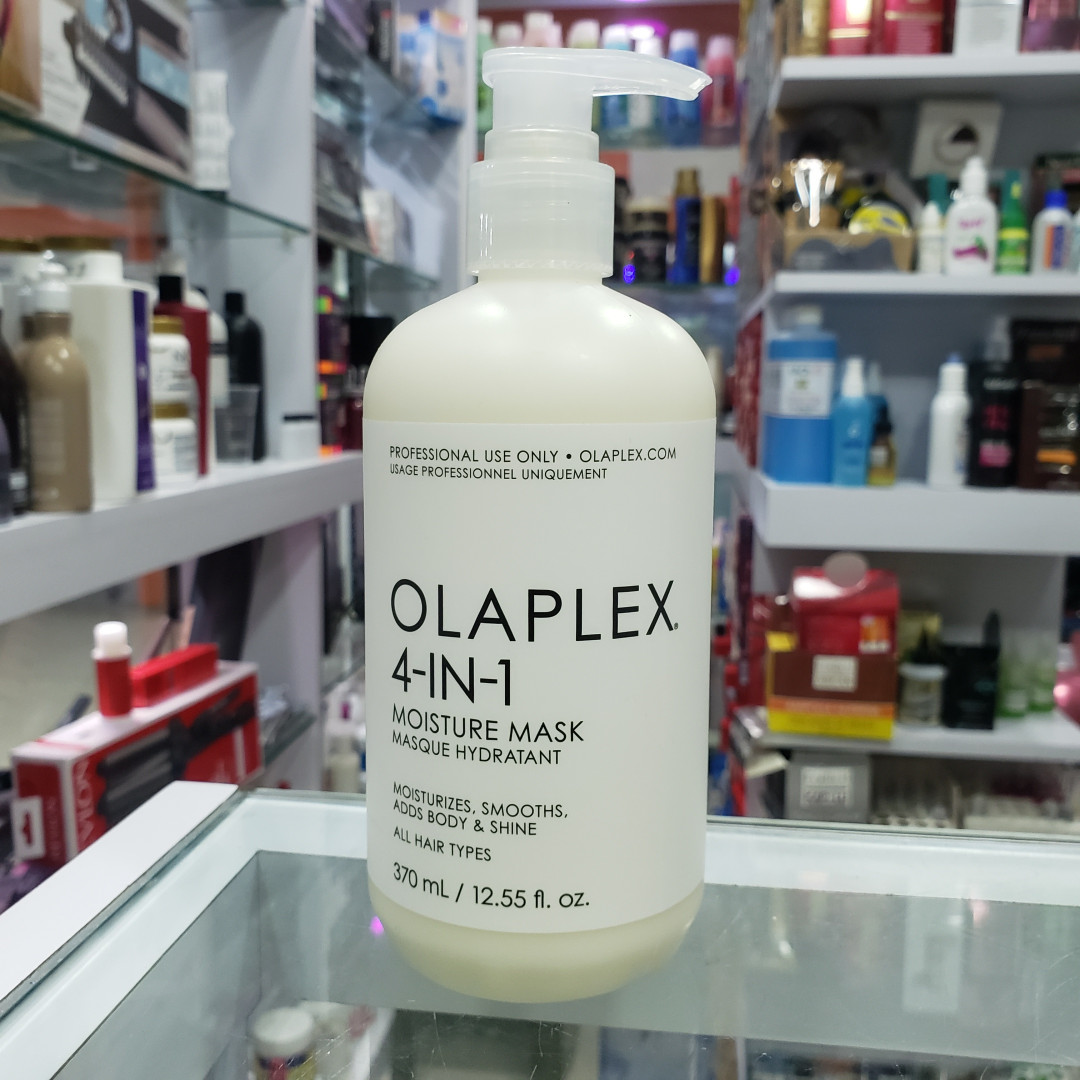 PROFESSIONAL USE ONLY • OLAPLEX.COM
USAGE PROFESSIONNEL UNIQUEMENT
OLAPLEX®
4-IN-1
MOISTURE MASK
MASQUE HYDRATANT
MOISTURIZES, SMOOTHS,
ADDS BODY & SHINE
ALL HAIR TYPES
370 mL / 12.55 fl. oz.